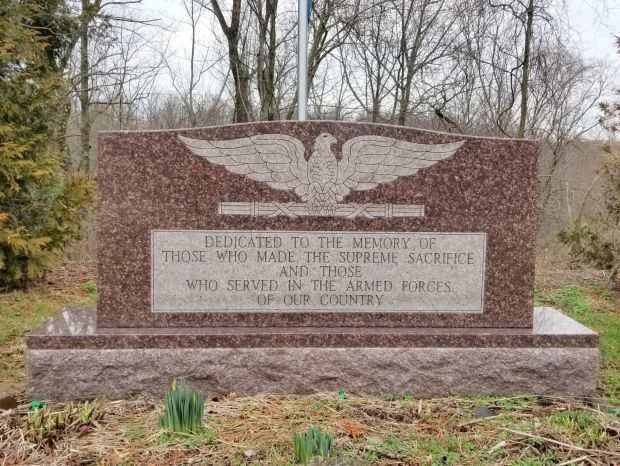 DEDICATED TO THE MEMORY OF
THOSE WHO MADE THE SUPREME SACRIFICE
AND THOSE
WHO SERVED IN THE ARMED FORCES
OF OUR COUNTRY